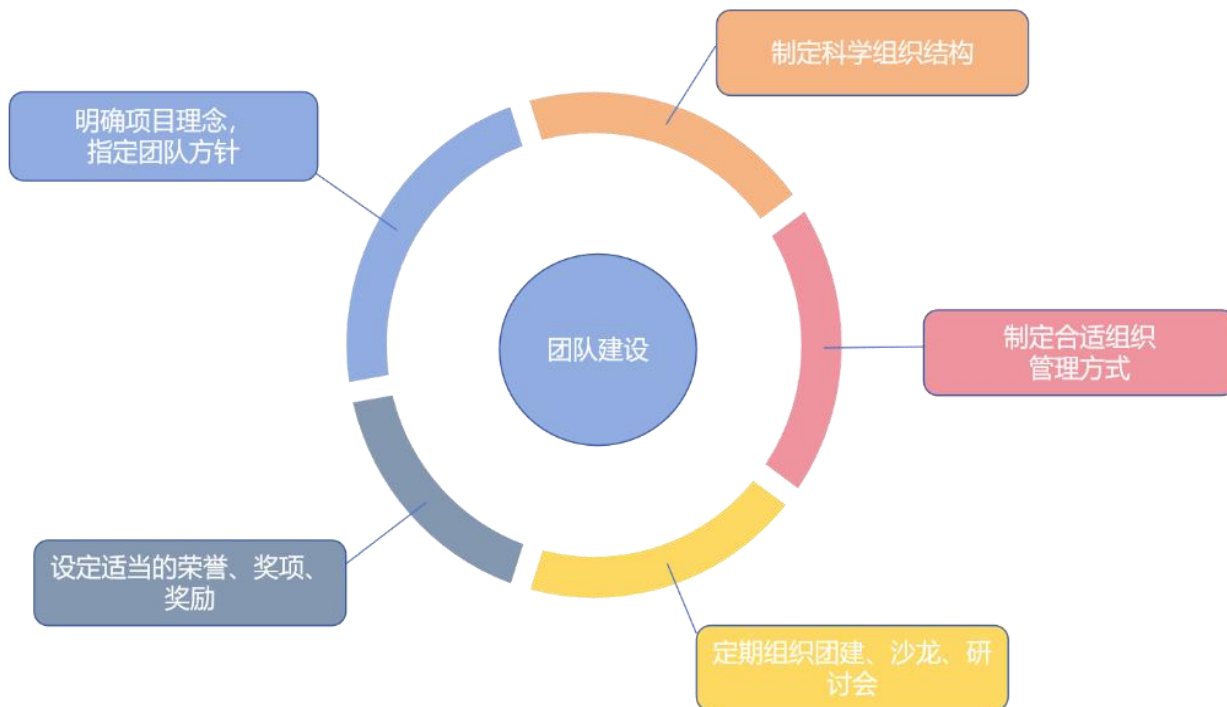 制定科学组织结构
明确项目理念，
指定团队方针
团队建设
制定合适组织
管理方式
设定适当的荣誉、奖项、
奖励
定期组织团建、沙龙、研
讨会